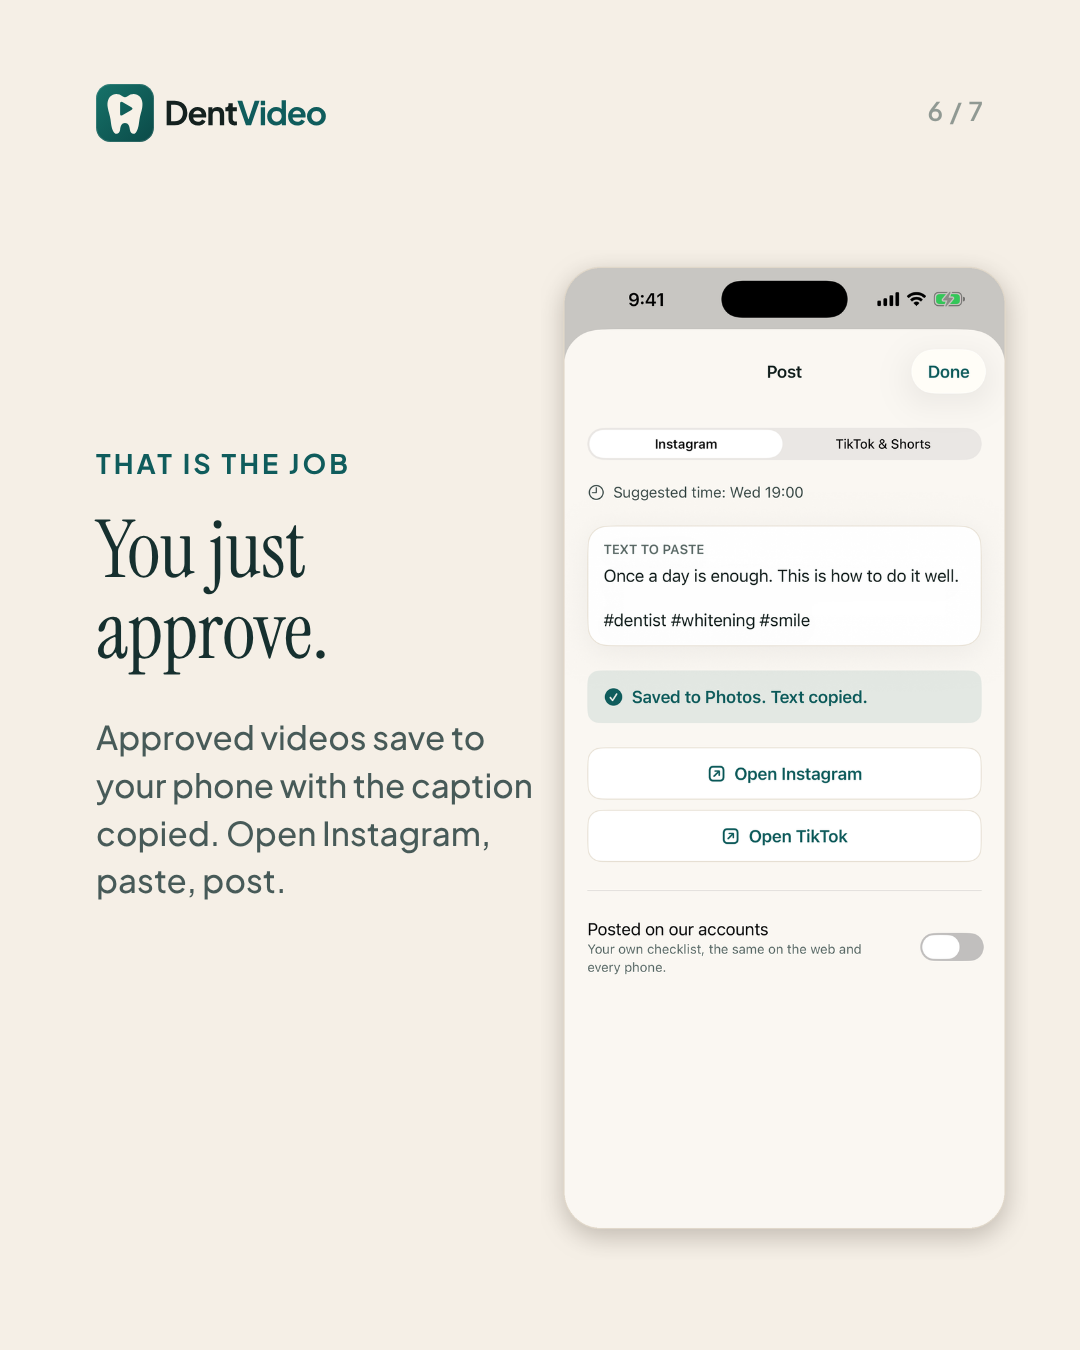 DentVideo
6 / 7
THAT IS THE JOB
You just
approve.
Approved videos save to
your phone with the caption
copied. Open Instagram,
paste, post.
9:41
Post
Done
Instagram
TikTok & Shorts
Suggested time: Wed 19:00
TEXT TO PASTE
Once a day is enough. This is how to do it well.
#dentist #whitening #smile
Saved to Photos. Text copied.
Open Instagram
Open TikTok
Posted on our accounts
Your own checklist, the same on the web and
every phone.